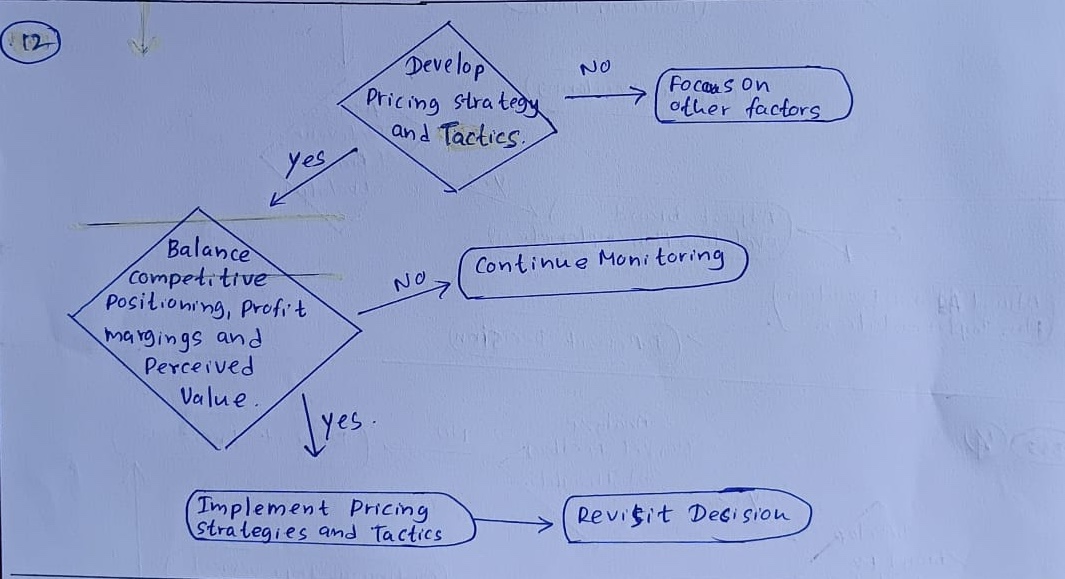 12
Develop
Pricing strategy
and Tactics.
NO
Focus on
other factors
Yes
Balance
competitive
positioning, Profit
margings and
Perceived
Value.
NO
Continue Monitoring
yes.
Implement Pricing
strategies and Tactics
Revisit Decision